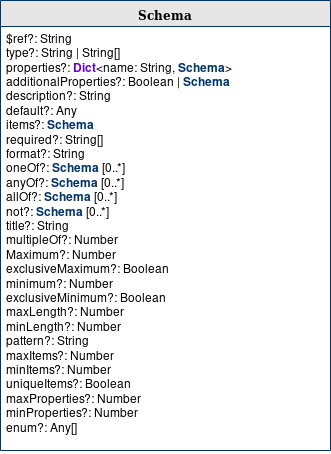 Schema
$ref?: String
type?: String | String[]
properties?: Dict<name: String, Schema>
additionalProperties?: Boolean | Schema
description?: String
default?: Any
items?: Schema
required?: String[]
format?: String
oneOf?: Schema [0..*]
anyOf?: Schema [0..*]
allOf?: Schema [0..*]
not?: Schema [0..*]
title?: String
multipleOf?: Number
Maximum?: Number
exclusiveMaximum?: Boolean
minimum?: Number
exclusiveMinimum?: Boolean
maxLength?: Number
minLength?: Number
pattern?: String
maxItems?: Number
minItems?: Number
uniqueItems?: Boolean
maxProperties?: Number
minProperties?: Number
enum?: Any[]